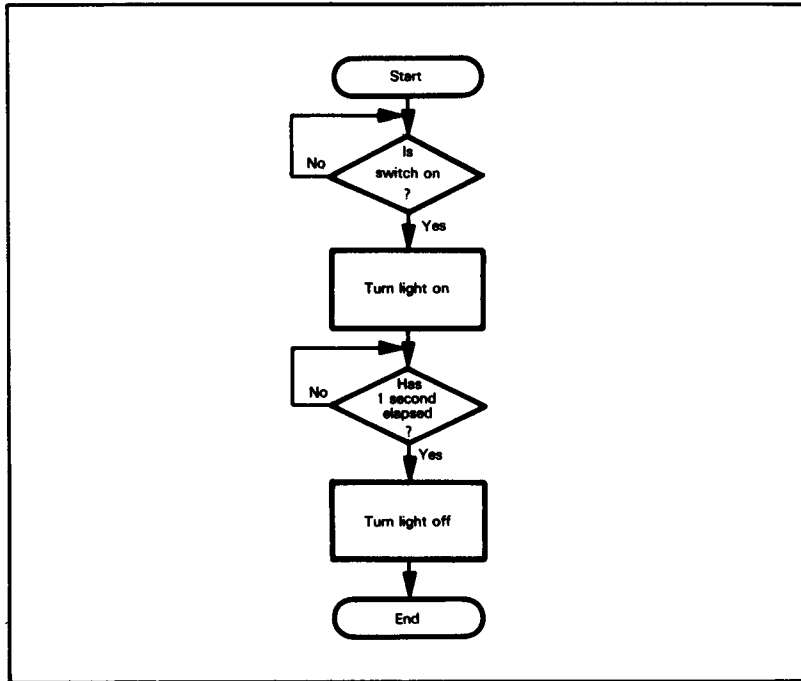 Start
Is
switch on
?
No
Yes
Turn light on
Has
1 second
elapsed
?
No
Yes
Turn light off
End